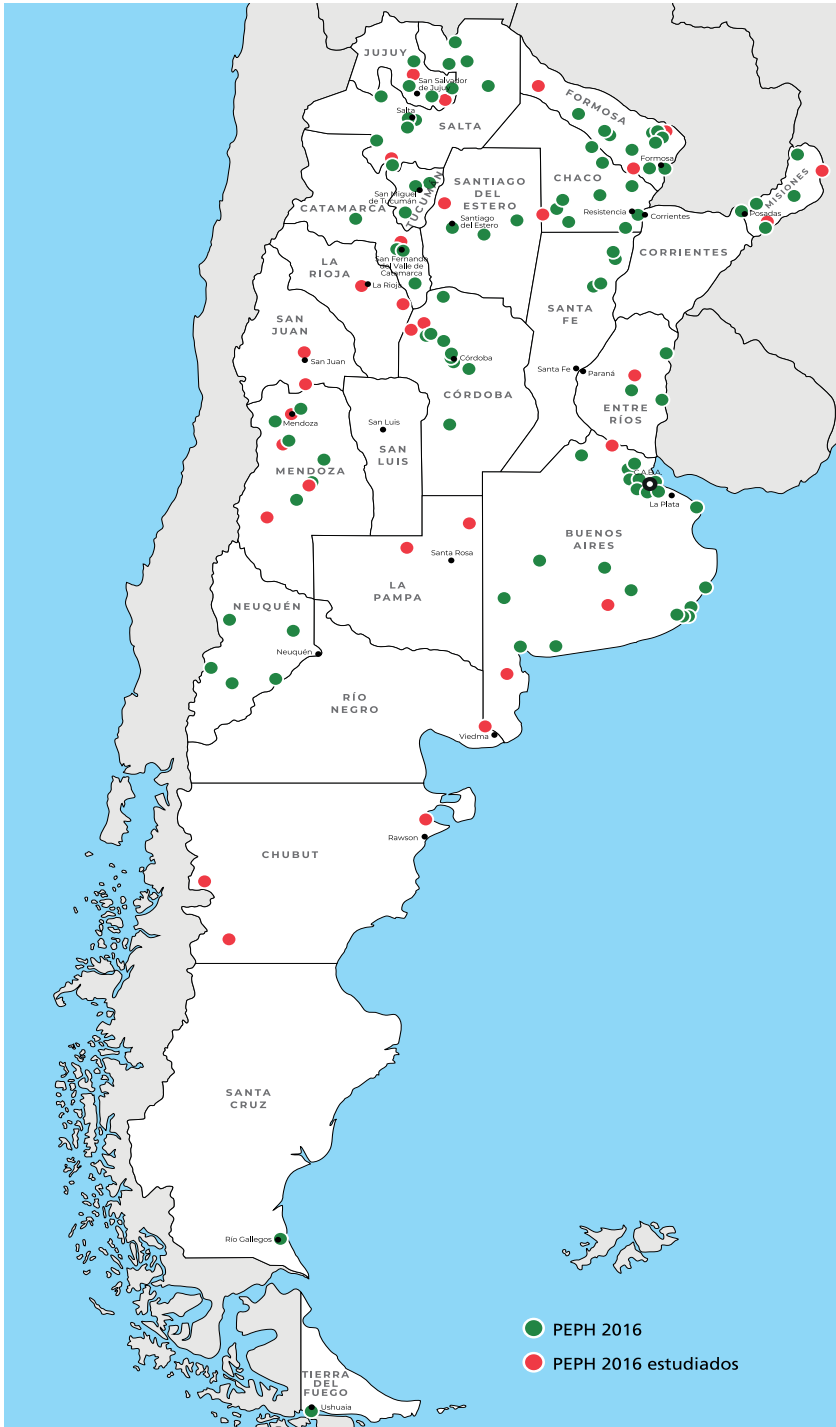 JUJUY
San Salvador
de Jujuy
FORMOSA
Salta
SALTA
Formosa
CHACO
MISIONES
SANTIAGO
DEL
ESTERO
TUCUMÁN
San Miguel
de Tucumán
CATAMARCA
Resistencia
Corrientes
Posadas
Santiago
del Estero
CORRIENTES
San Fernando
del Valle de
Catamarca
LA
RIOJA
La Rioja
SANTA
FE
SAN
JUAN
San Juan
Córdoba
Santa Fe
Paraná
CÓRDOBA
ENTRE
RÍOS
San Luis
Mendoza
SAN
LUIS
MENDOZA
CABA
La Plata
BUENOS
AIRES
Santa Rosa
LA
PAMPA
NEUQUÉN
Neuquén
RÍO
NEGRO
Viedma
Rawson
CHUBUT
SANTA
CRUZ
Río Gallegos
PEPH 2016
PEPH 2016 estudiados
TIERRA
DEL
FUEGO
Ushuaia